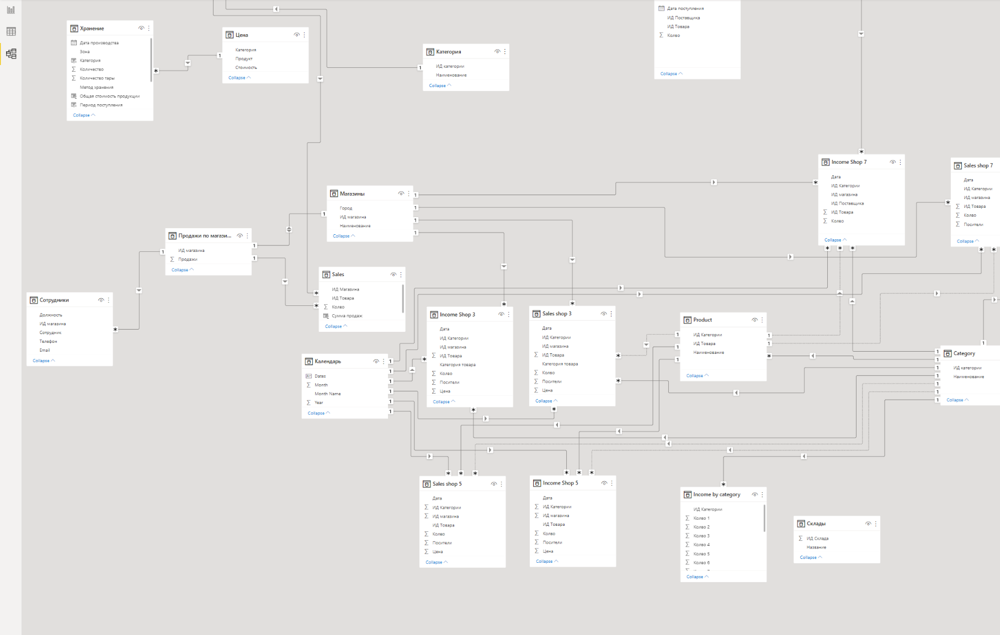 Хранение
Дата производства
Зона
Категория
Количество
Количество тары
Метод хранения
Общая стоимость продукции
Период поступления
Collapse
Цена
Категория
Продукт
Стоимость
Collapse
Категория
ИД категории
Наименование
Collapse
Дата поступления
ИД Поставщика
ИД Товара
Колво
Collapse
Income Shop 7
Дата
ИД Категории
ИД магазина
ИД Поставщика
ИД Товара
Колво
Collapse
Sales shop 7
Дата
ИД Категории
ИД магазина
ИД Товара
Колво
Посители
Collapse
Магазины
Город
ИД магазина
Наименование
Collapse
Продажи по магази...
ИД магазина
Продажи
Collapse
Sales
ИД Магазина
ИД Товара
Колво
Сумма продаж
Collapse
Сотрудники
Должность
ИД магазина
Сотрудник
Телефон
Email
Collapse
Календарь
Dates
Month
Month Name
Year
Collapse
Income Shop 3
Дата
ИД Категории
ИД магазина
ИД Товара
Категория товара
Колво
Посители
Цена
Collapse
Sales shop 3
Дата
ИД Категории
ИД магазина
ИД Товара
Категория товара
Колво
Посители
Цена
Collapse
Product
ИД Категории
ИД Товара
Наименование
Collapse
Category
ИД категории
Наименование
Collapse
Sales shop 5
Дата
ИД Категории
ИД магазина
ИД Товара
Колво
Посители
Цена
Collapse
Income Shop 5
Дата
ИД Категории
ИД магазина
ИД Товара
Колво
Посители
Цена
Collapse
Income by category
ИД Категории
Колво 1
Колво 2
Колво 3
Колво 4
Колво 5
Колво 6
Collapse
Склады
ИД Склада
Название
Collapse